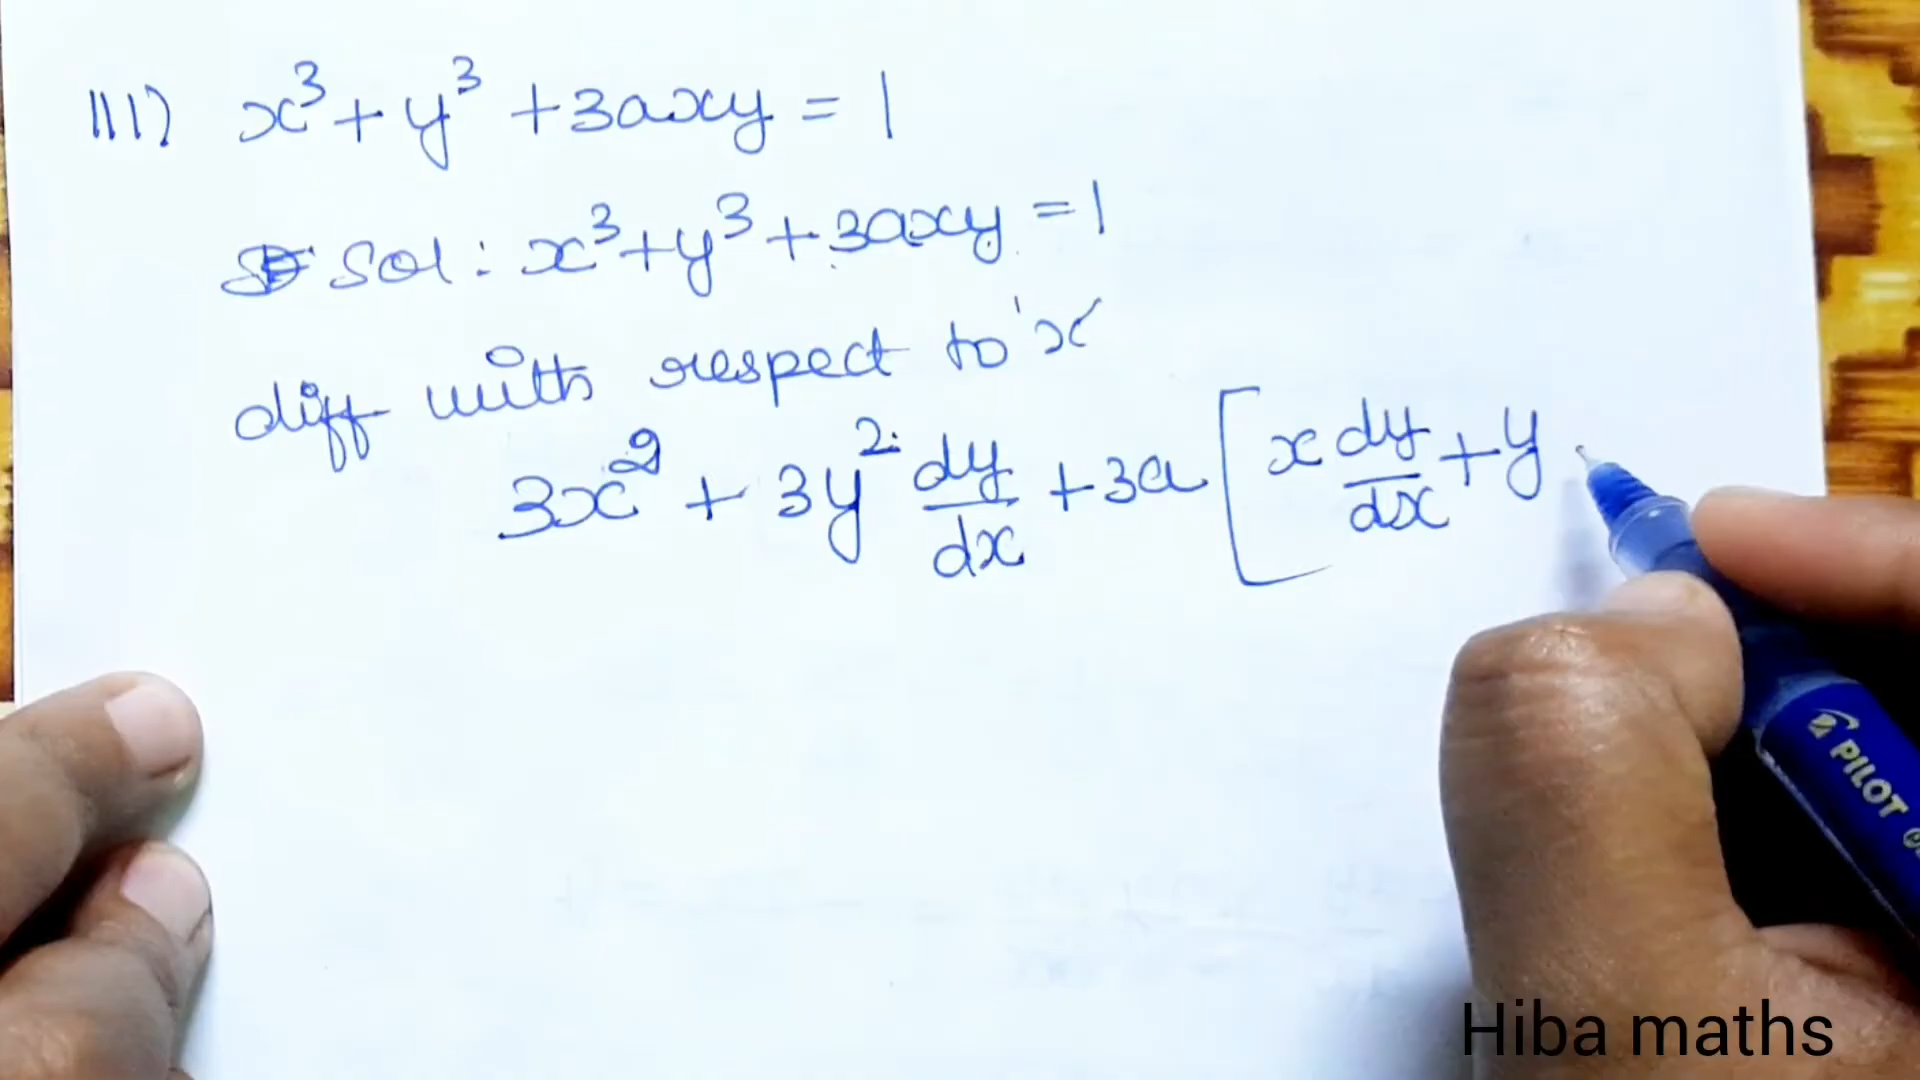 III) x³ + y³ + 3axy = 1
Sol : x³ + y³ + 3axy = 1
diff with respect to 'x'
3x² + 3y² dy/dx + 3a [ x dy/dx + y
PILOT
Hiba maths